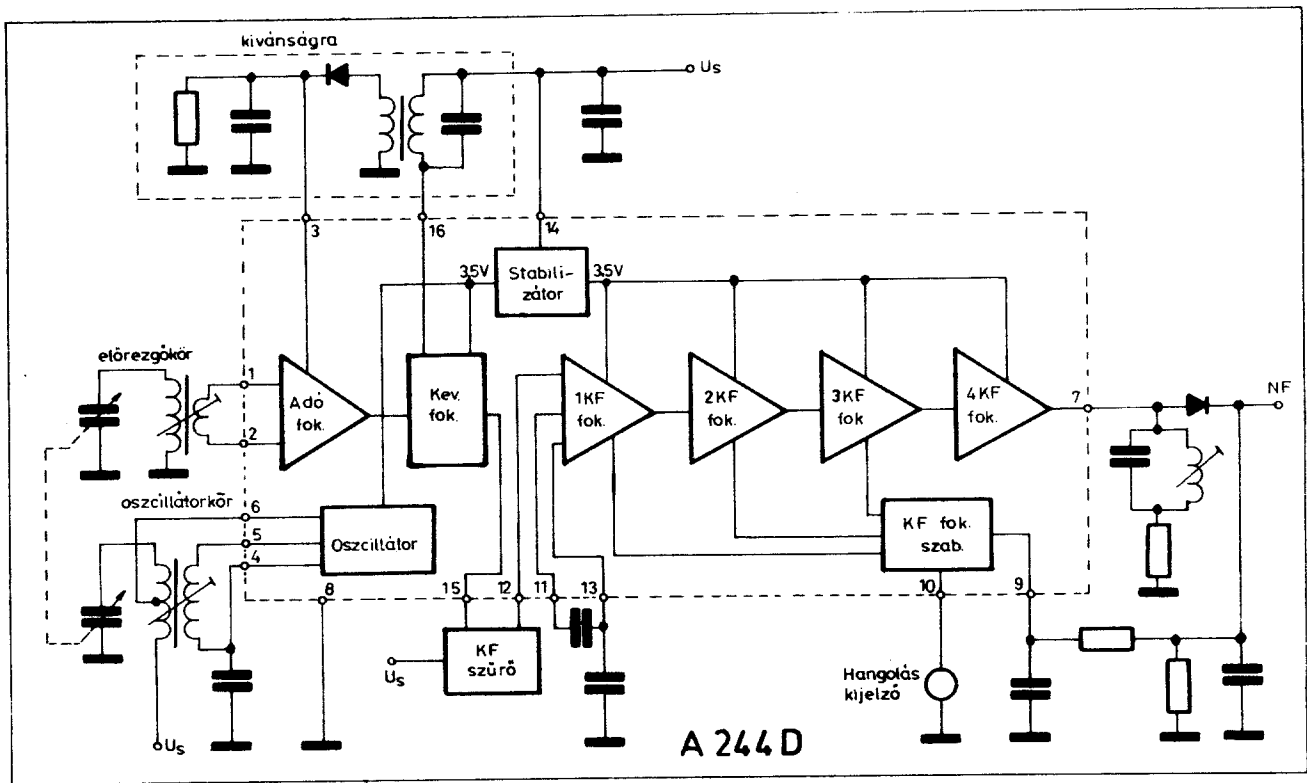 kivánságra
Us
3
16
14
3,5V
Stabili-
zátor
3,5V
előrezgőkör
1
2
Adó
fok.
Kev.
fok.
1KF
fok.
2KF
fok.
3KF
fok
4KF
fok.
7
NF
oszcillátorkör
6
5
4
Oszcillátor
KF fok.
szab.
8
15
12
11
13
10
9
KF
szűrő
Us
Hangolás
kijelző
Us
A 244 D